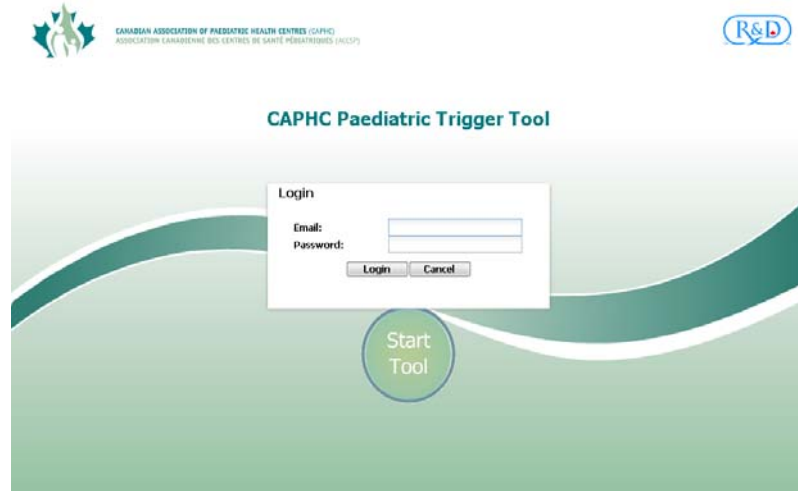 CANADIAN ASSOCIATION OF PAEDIATRIC HEALTH CENTRES (CAPHC)
ASSOCIATION CANADIENNE DES CENTRES DE SANTÉ PÉDIATRIQUES (ACCSP)
R&D
CAPHC Paediatric Trigger Tool
Login
Email:
Password:
Login Cancel
Start
Tool